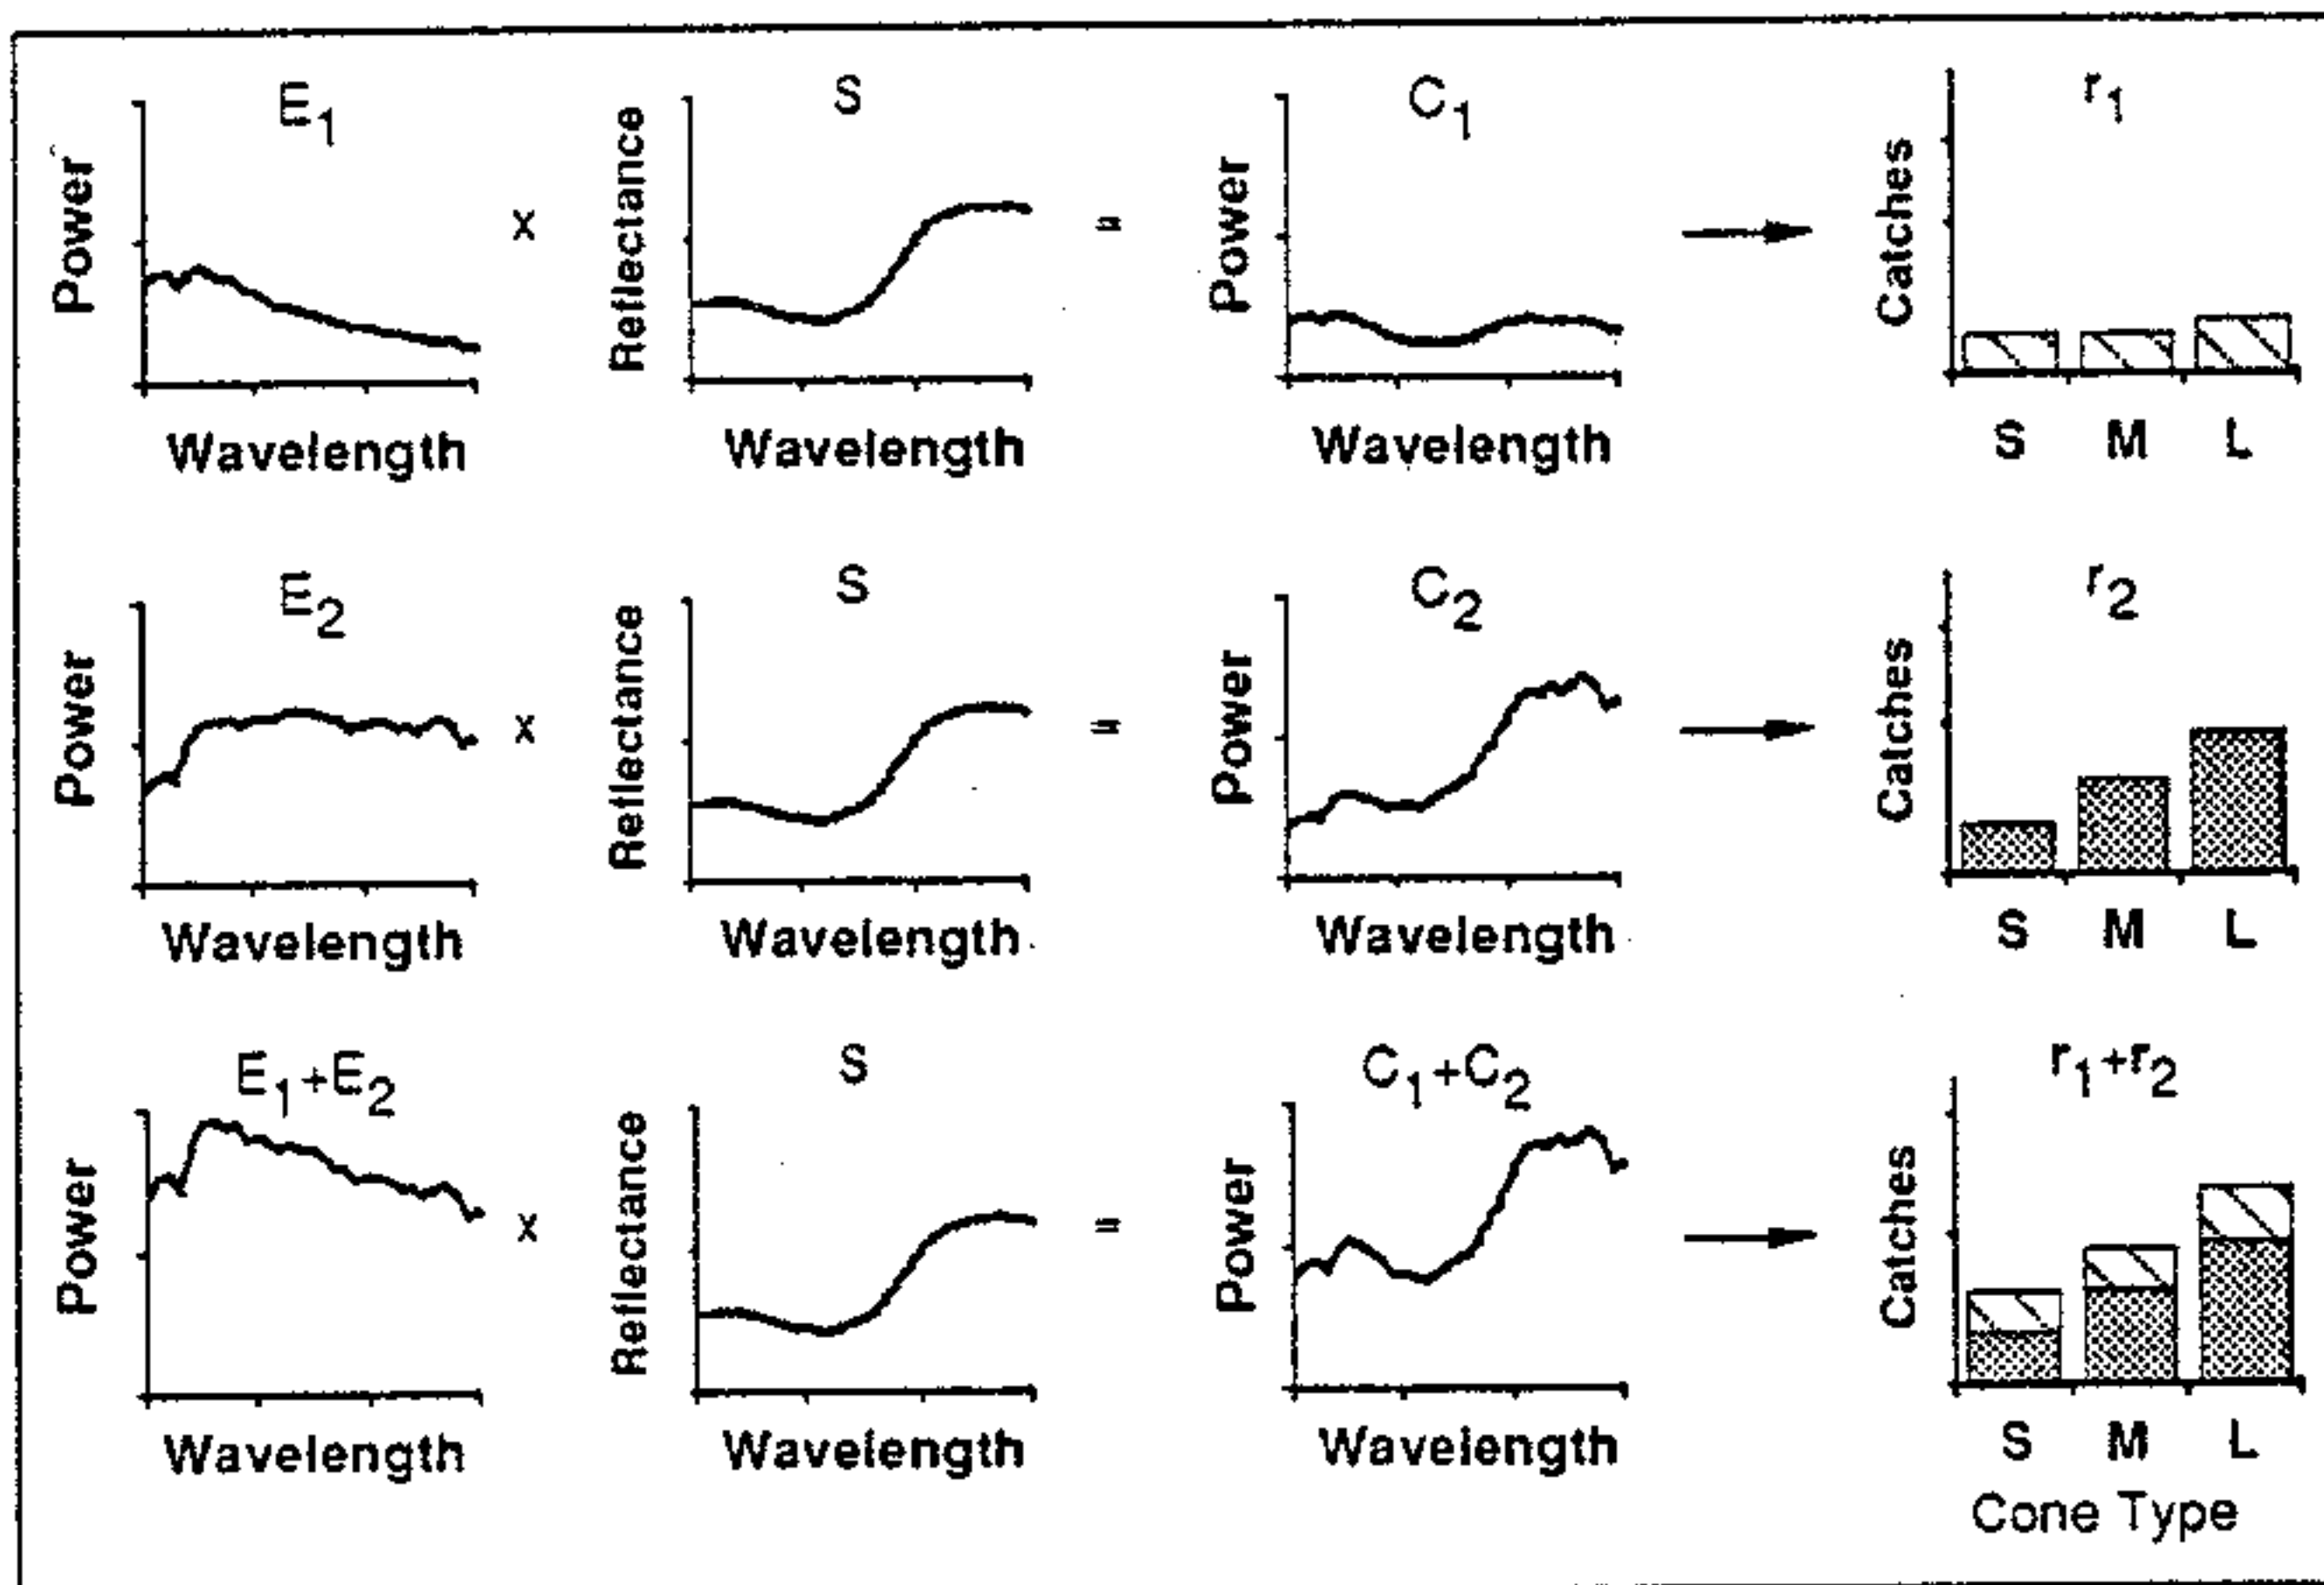 E1
S
C1
r1
Power
x
Reflectance
=
Power
Catches
Wavelength
Wavelength
Wavelength
S M L
E2
S
C2
r2
Power
x
Reflectance
=
Power
Catches
Wavelength
Wavelength
Wavelength
S M L
E1+E2
S
C1+C2
r1+r2
Power
x
Reflectance
=
Power
Catches
Wavelength
Wavelength
Wavelength
S M L
Cone Type